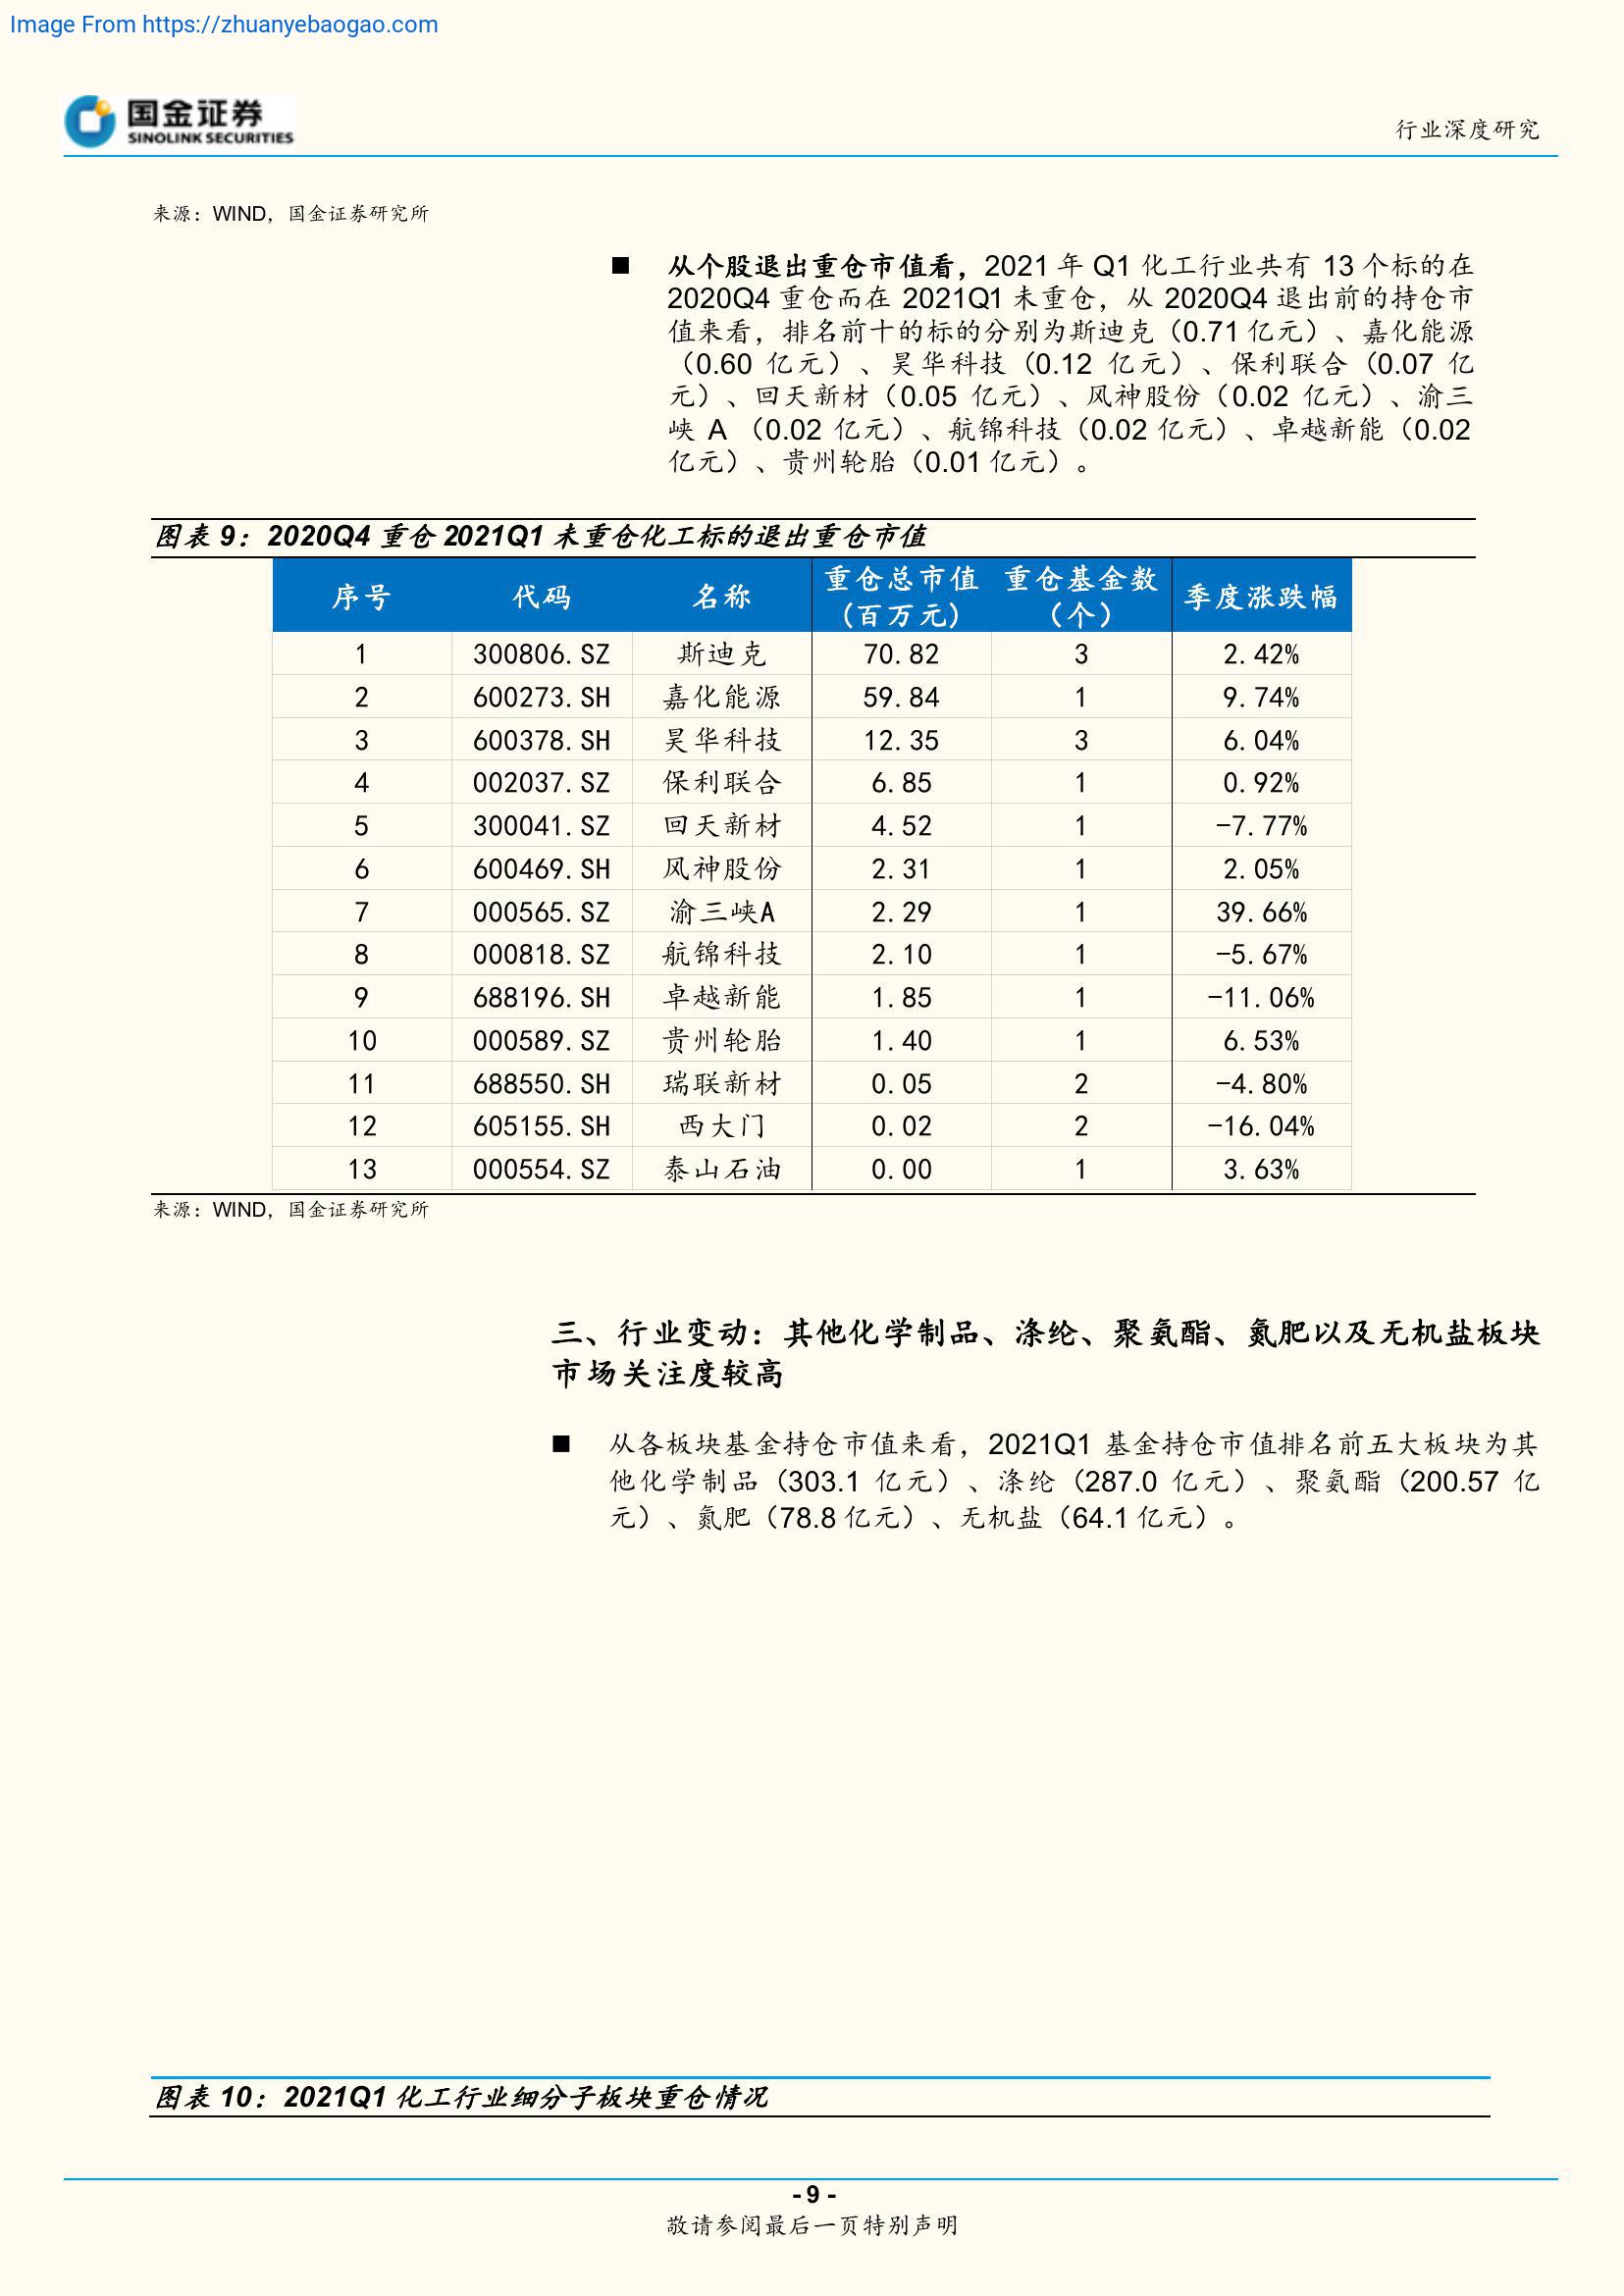 Image From https://zhuanyebaogao.com
国金证券
SINOLINK SECURITIES
行业深度研究
来源：WIND，国金证券研究所
■ 从个股退出重仓市值看，2021 年 Q1 化工行业共有 13 个标的在
2020Q4 重仓而在 2021Q1 未重仓，从 2020Q4 退出前的持仓市
值来看，排名前十的标的分别为斯迪克（0.71 亿元）、嘉化能源
（0.60 亿元）、昊华科技（0.12 亿元）、保利联合（0.07 亿
元）、回天新材（0.05 亿元）、风神股份（0.02 亿元）、渝三
峡 A （0.02 亿元）、航锦科技（0.02 亿元）、卓越新能（0.02
亿元）、贵州轮胎（0.01 亿元）。
图表 9：2020Q4 重仓 2021Q1 未重仓化工标的退出重仓市值
序号 代码 名称 重仓总市值（百万元） 重仓基金数（个） 季度涨跌幅
1 300806.SZ 斯迪克 70.82 3 2.42%
2 600273.SH 嘉化能源 59.84 1 9.74%
3 600378.SH 昊华科技 12.35 3 6.04%
4 002037.SZ 保利联合 6.85 1 0.92%
5 300041.SZ 回天新材 4.52 1 -7.77%
6 600469.SH 风神股份 2.31 1 2.05%
7 000565.SZ 渝三峡A 2.29 1 39.66%
8 000818.SZ 航锦科技 2.10 1 -5.67%
9 688196.SH 卓越新能 1.85 1 -11.06%
10 000589.SZ 贵州轮胎 1.40 1 6.53%
11 688550.SH 瑞联新材 0.05 2 -4.80%
12 605155.SH 西大门 0.02 2 -16.04%
13 000554.SZ 泰山石油 0.00 1 3.63%
来源：WIND，国金证券研究所
三、行业变动：其他化学制品、涤纶、聚氨酯、氮肥以及无机盐板块
市场关注度较高
■ 从各板块基金持仓市值来看，2021Q1 基金持仓市值排名前五大板块为其
他化学制品（303.1 亿元）、涤纶（287.0 亿元）、聚氨酯（200.57 亿
元）、氮肥（78.8 亿元）、无机盐（64.1 亿元）。
图表 10：2021Q1 化工行业细分子板块重仓情况
- 9 -
敬请参阅最后一页特别声明